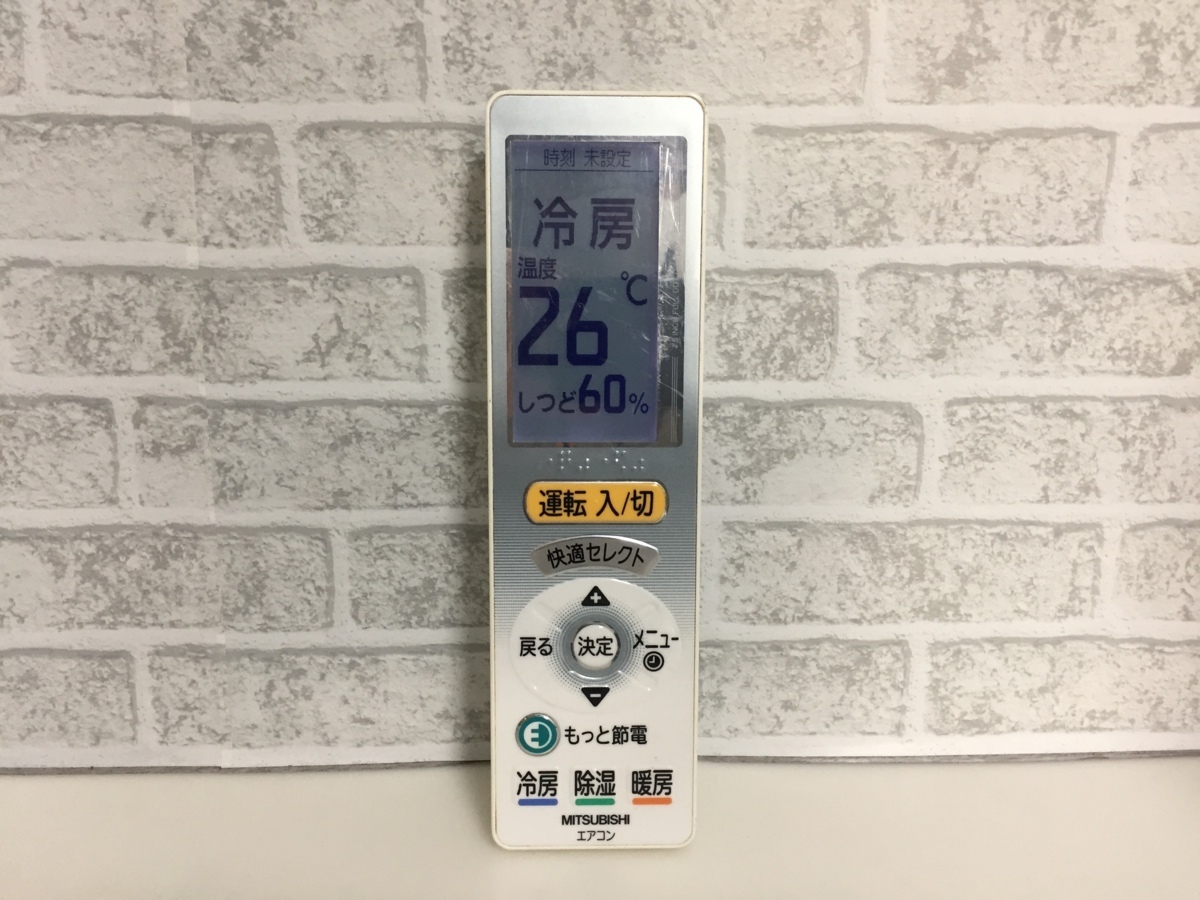 時刻 未設定
冷房
温度
26℃
しつど60%
運転 入/切
快適セレクト
+
戻る 決定 メニュー
−
E もっと節電
冷房 除湿 暖房
MITSUBISHI
エアコン